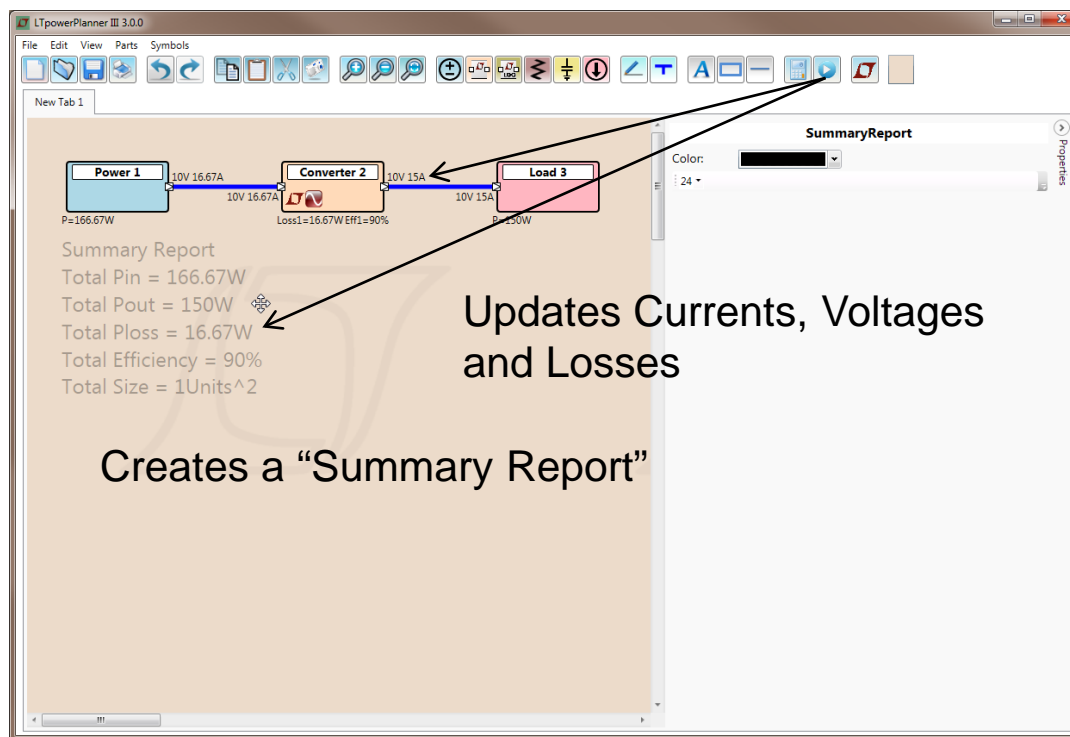 LTpowerPlanner III 3.0.0
File Edit View Parts Symbols
A
New Tab 1
SummaryReport
Properties
Color:
24
Power 1
10V 16.67A
Converter 2
10V 15A
Load 3
10V 16.67A
10V 15A
P=166.67W
Loss1=16.67W Eff1=90%
P=150W
Summary Report
Total Pin = 166.67W
Total Pout = 150W
Total Ploss = 16.67W
Total Efficiency = 90%
Total Size = 1Units^2
Updates Currents, Voltages
and Losses
Creates a “Summary Report”